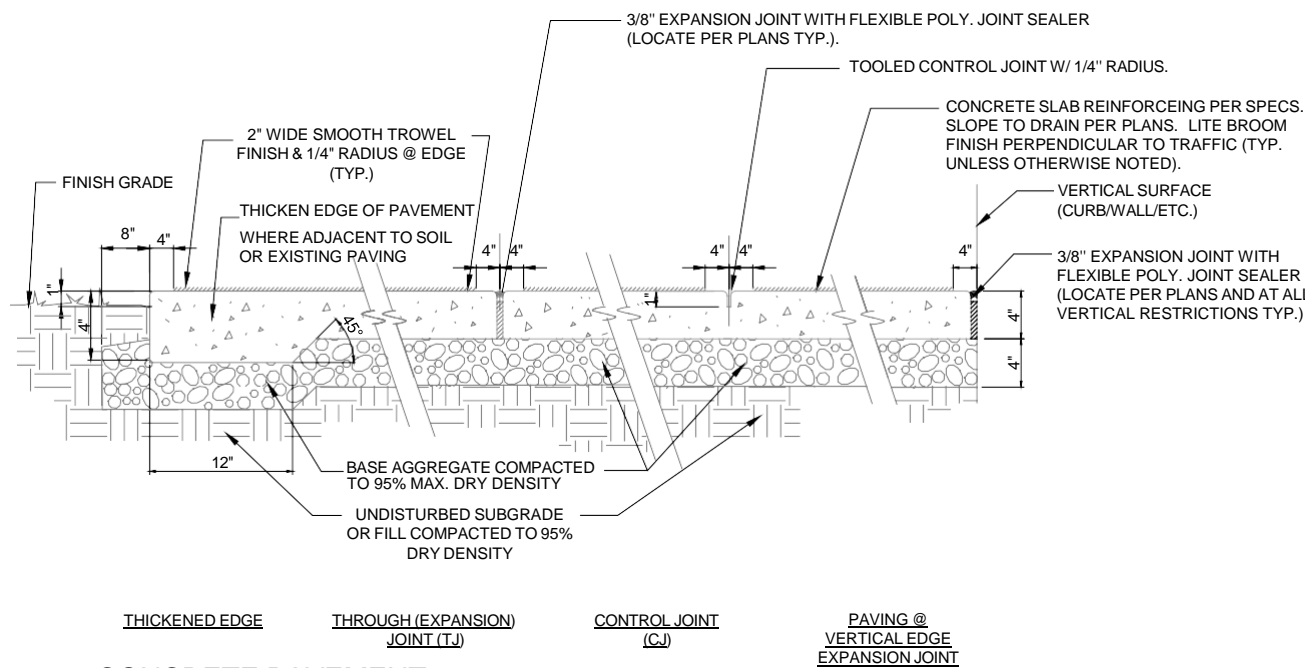 3/8" EXPANSION JOINT WITH FLEXIBLE POLY. JOINT SEALER
(LOCATE PER PLANS TYP.).
TOOLED CONTROL JOINT W/ 1/4" RADIUS.
CONCRETE SLAB REINFORCEING PER SPECS.
SLOPE TO DRAIN PER PLANS. LITE BROOM
FINISH PERPENDICULAR TO TRAFFIC (TYP.
UNLESS OTHERWISE NOTED).
2" WIDE SMOOTH TROWEL
FINISH & 1/4" RADIUS @ EDGE
(TYP.)
FINISH GRADE
VERTICAL SURFACE
(CURB/WALL/ETC.)
THICKEN EDGE OF PAVEMENT
WHERE ADJACENT TO SOIL
OR EXISTING PAVING
3/8" EXPANSION JOINT WITH
FLEXIBLE POLY. JOINT SEALER
(LOCATE PER PLANS AND AT ALL
VERTICAL RESTRICTIONS TYP.)
8"
4"
4"
4"
4"
4"
4"
1"
4"
45°
1"
4"
4"
12"
BASE AGGREGATE COMPACTED
TO 95% MAX. DRY DENSITY
UNDISTURBED SUBGRADE
OR FILL COMPACTED TO 95%
DRY DENSITY
THICKENED EDGE
THROUGH (EXPANSION)
JOINT (TJ)
CONTROL JOINT
(CJ)
PAVING @
VERTICAL EDGE
EXPANSION JOINT
CONCRETE PAVEMENT